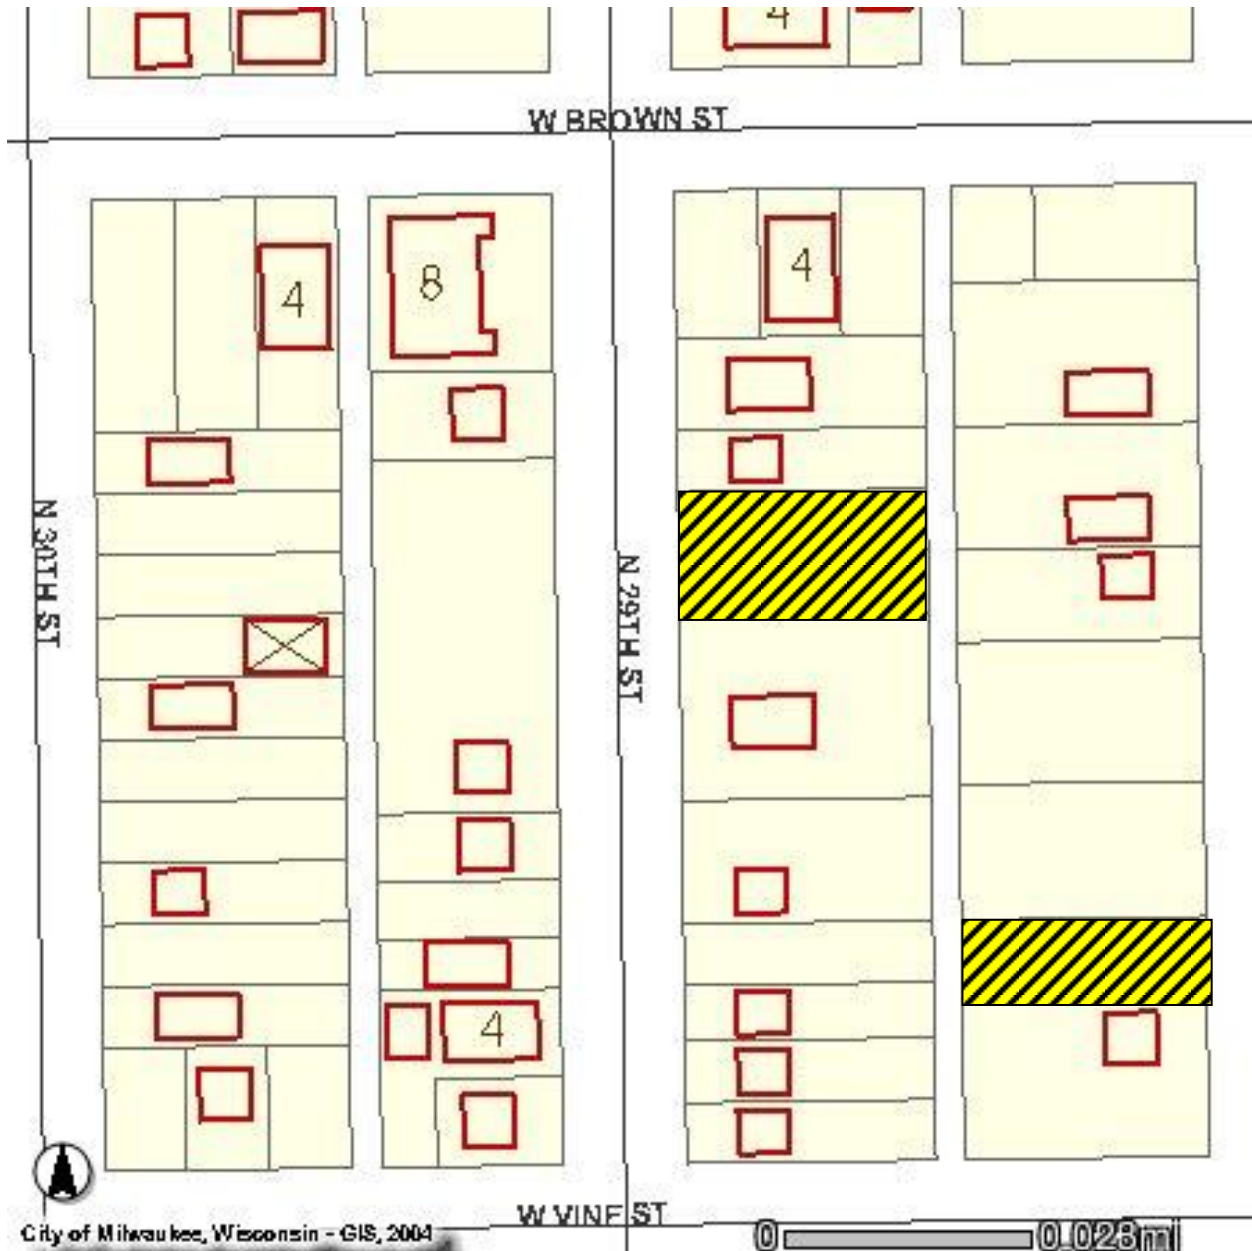 4
W BROWN ST
4
8
4
N 30TH ST
N 29TH ST
4
W VINE ST
City of Milwaukee, Wisconsin - GIS, 2004
0
0.028mi